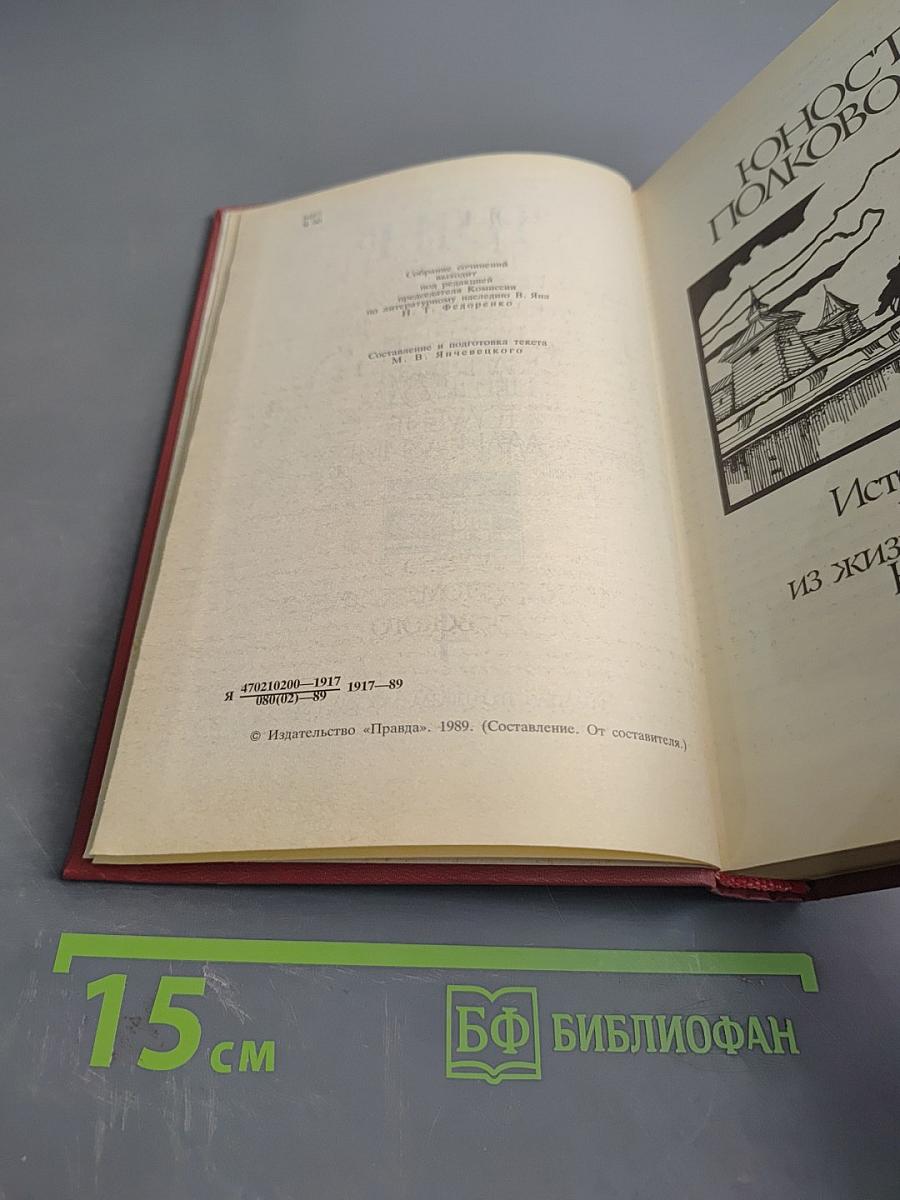 Собрание сочинений
выходит
под редакцией
председателя Комиссии
по литературному наследию В. Яна
Н. Т. Федоренко
Составление и подготовка текста
М. В. Янчевецкого
Я 470210200—1917
080(02)—89 1917—89
© Издательство «Правда». 1989. (Составление. От составителя.)
ЮНОСТ
ПОЛКОВО
Исто
из жиз
15 см
БФ БИБЛИОФАН